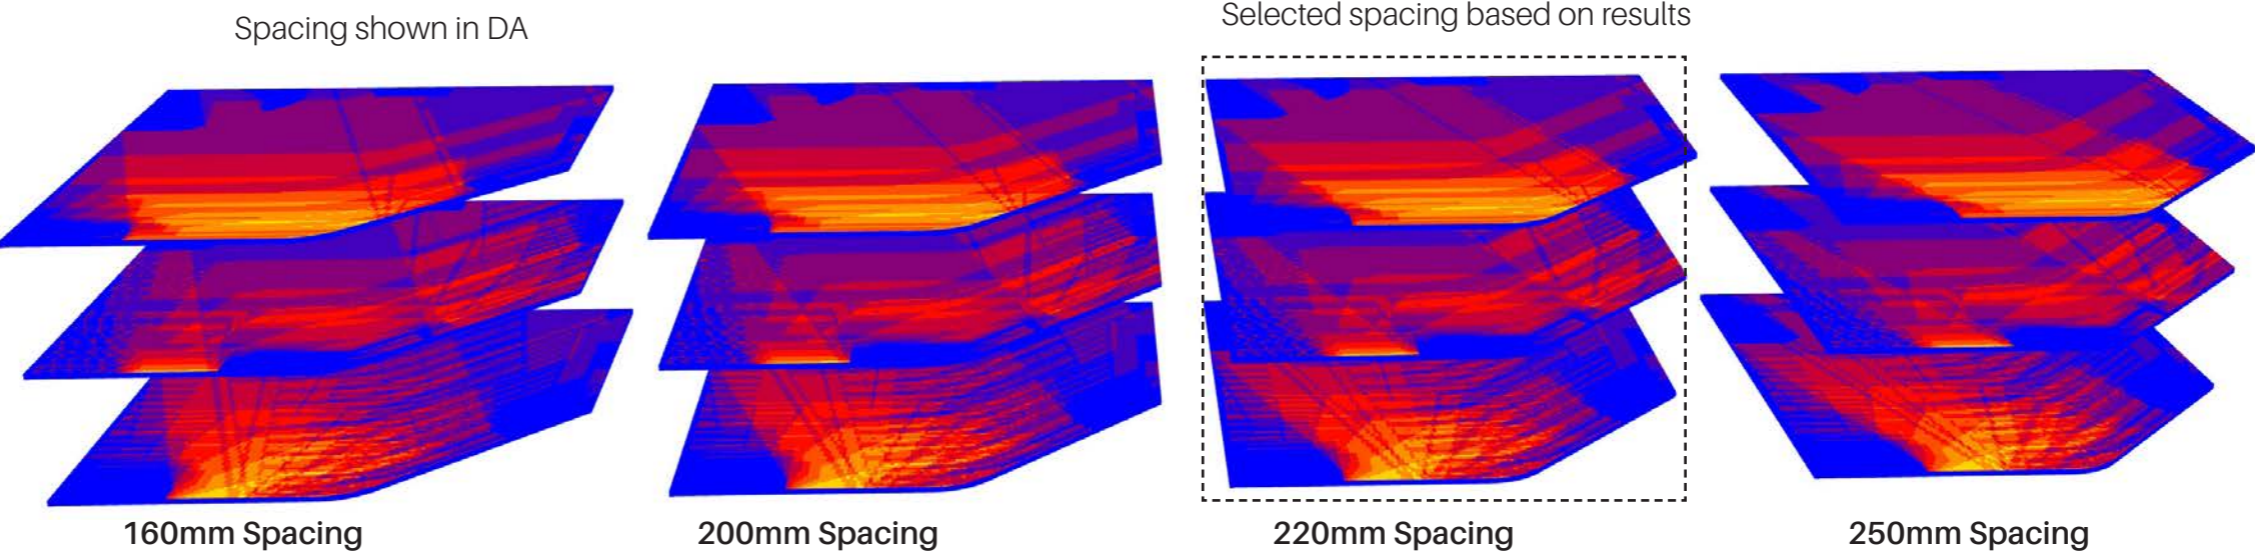 Spacing shown in DA
Selected spacing based on results
160mm Spacing
200mm Spacing
220mm Spacing
250mm Spacing